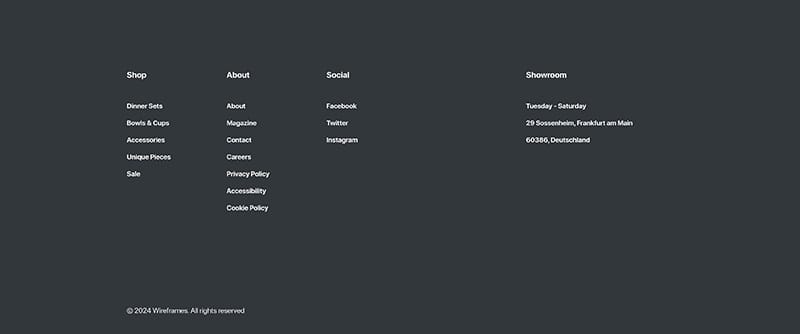 Shop
Dinner Sets
Bowls & Cups
Accessories
Unique Pieces
Sale
About
About
Magazine
Contact
Careers
Privacy Policy
Accessibility
Cookie Policy
Social
Facebook
Twitter
Instagram
Showroom
Tuesday - Saturday
29 Sossenheim, Frankfurt am Main
60386, Deutschland
© 2024 Wireframes. All rights reserved